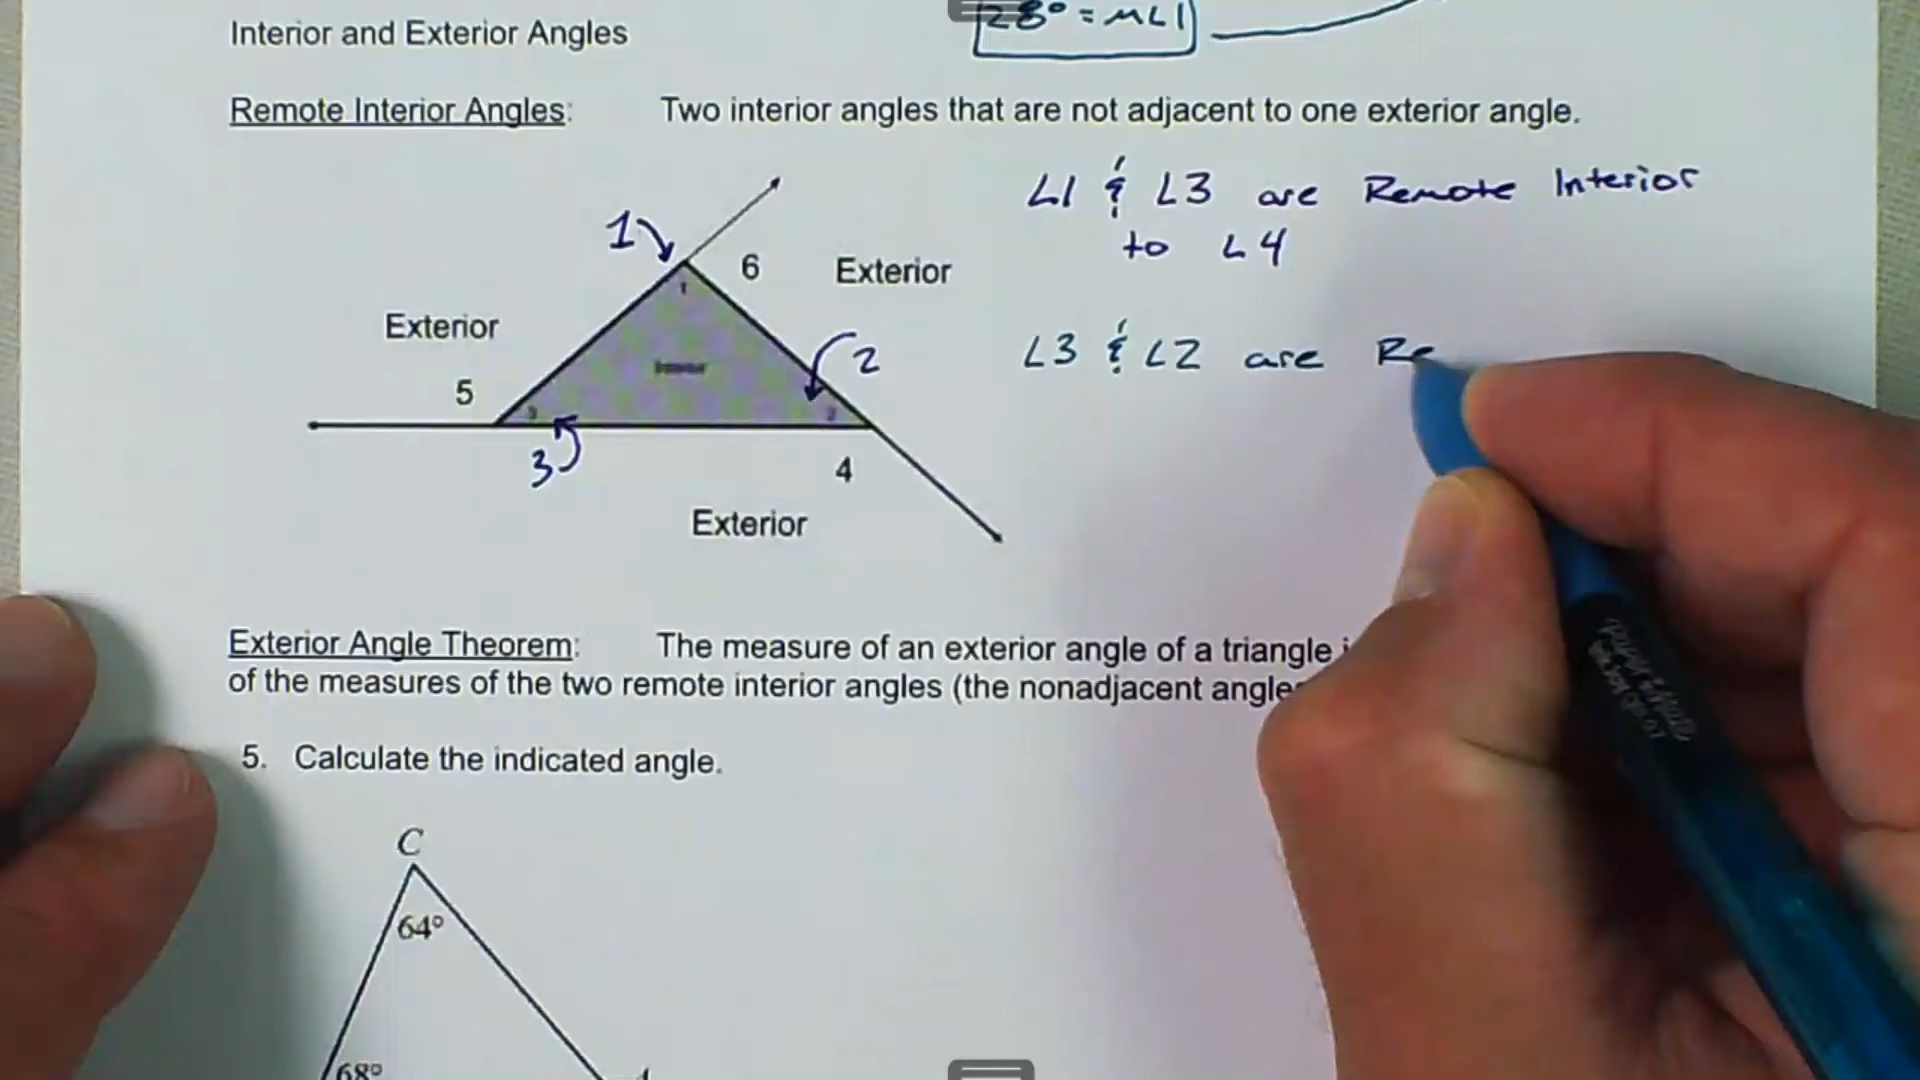 28° = m∠1
Interior and Exterior Angles
Remote Interior Angles: Two interior angles that are not adjacent to one exterior angle.
∠1 & ∠3 are Remote Interior
to ∠4
1
6
Exterior
1
Exterior
2
∠3 & ∠2 are Re
5
3
2
3
4
Exterior
Exterior Angle Theorem: The measure of an exterior angle of a triangle
of the measures of the two remote interior angles (the nonadjacent
5. Calculate the indicated angle.
C
64°
68°